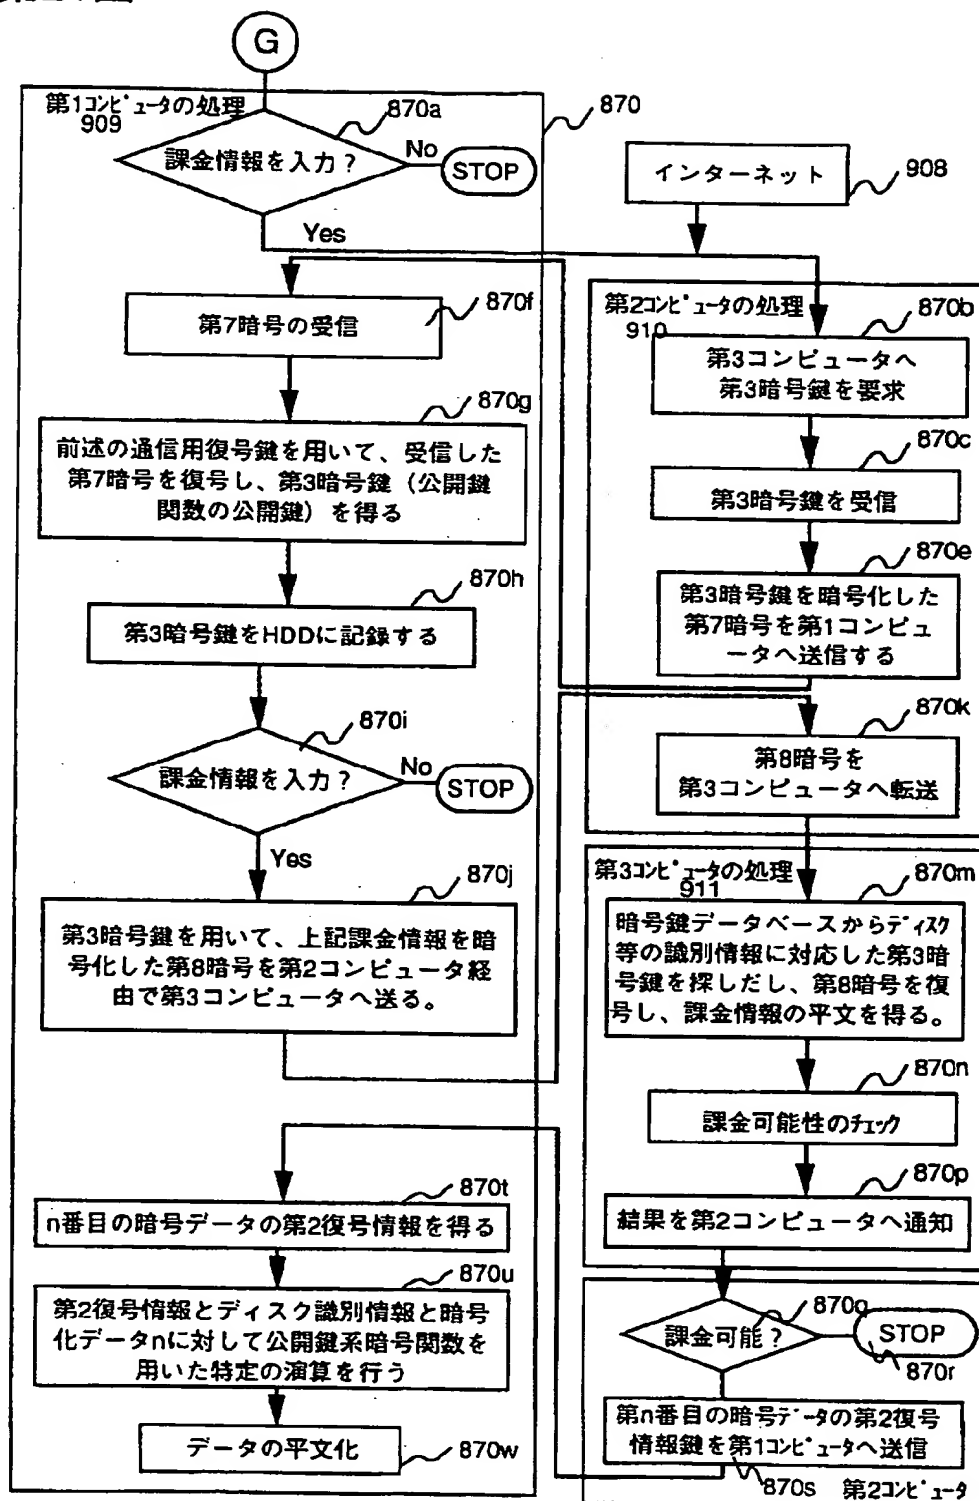 G
第1コンピュータの処理
909
870a
870
課金情報を入力？
No
STOP
Yes
インターネット
908
第7暗号の受信
870f
870g
前述の通信用復号鍵を用いて、受信した
第7暗号を復号し、第3暗号鍵（公開鍵
関数の公開鍵）を得る
870h
第3暗号鍵をHDDに記録する
870i
課金情報を入力？
No
STOP
Yes
870j
第3暗号鍵を用いて、上記課金情報を暗
号化した第8暗号を第2コンピュータ経
由で第3コンピュータへ送る。
870t
n番目の暗号データの第2復号情報を得る
870u
第2復号情報とディスク識別情報と暗号
化データnに対して公開鍵系暗号関数を
用いた特定の演算を行う
データの平文化
870w
第2コンピュータの処理
910
870b
第3コンピュータへ
第3暗号鍵を要求
870c
第3暗号鍵を受信
870e
第3暗号鍵を暗号化した
第7暗号を第1コンピュ
ータへ送信する
870k
第8暗号を
第3コンピュータへ転送
第3コンピュータの処理
911
870m
暗号鍵データベースからディスク
等の識別情報に対応した第3暗
号鍵を探しだし、第8暗号を復
号し、課金情報の平文を得る。
870n
課金可能性のチェック
870p
結果を第2コンピュータへ通知
870q
課金可能？
STOP
870r
第n番目の暗号データの第2復号
情報鍵を第1コンピュータへ送信
870s
第2コンピュータ